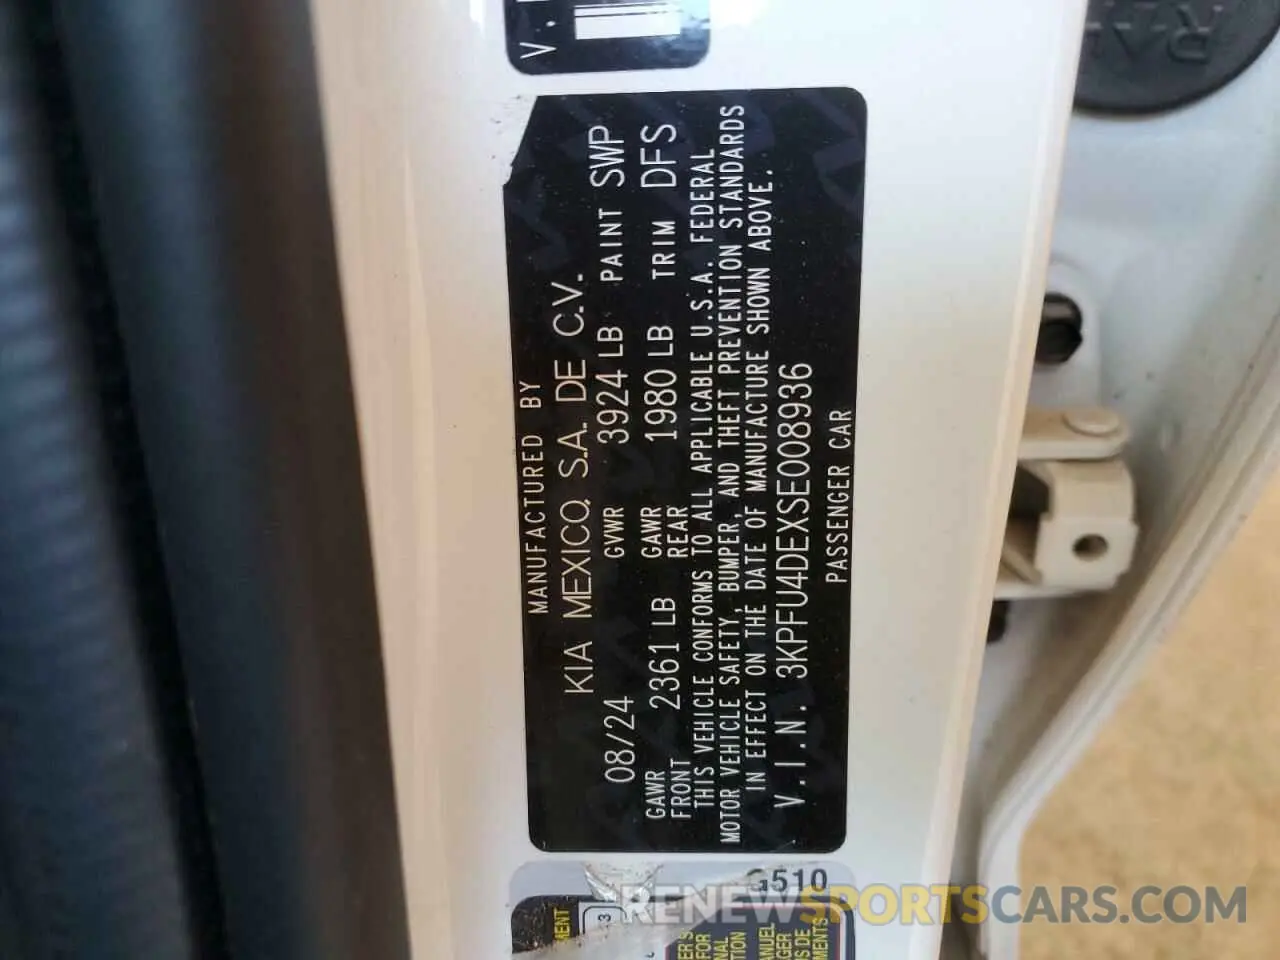 V.
MANUFACTURED BY
KIA MEXICO, S.A. DE C.V.
08/24 GVWR 3924 LB PAINT SWP
GAWR FRONT 2361 LB GAWR REAR 1980 LB TRIM DFS
THIS VEHICLE CONFORMS TO ALL APPLICABLE U.S.A. FEDERAL
MOTOR VEHICLE SAFETY, BUMPER, AND THEFT PREVENTION STANDARDS
IN EFFECT ON THE DATE OF MANUFACTURE SHOWN ABOVE.
V.I.N. 3KPFU4DEXSE008936
PASSENGER CAR
G510
RENEWSPORTSCARS.COM